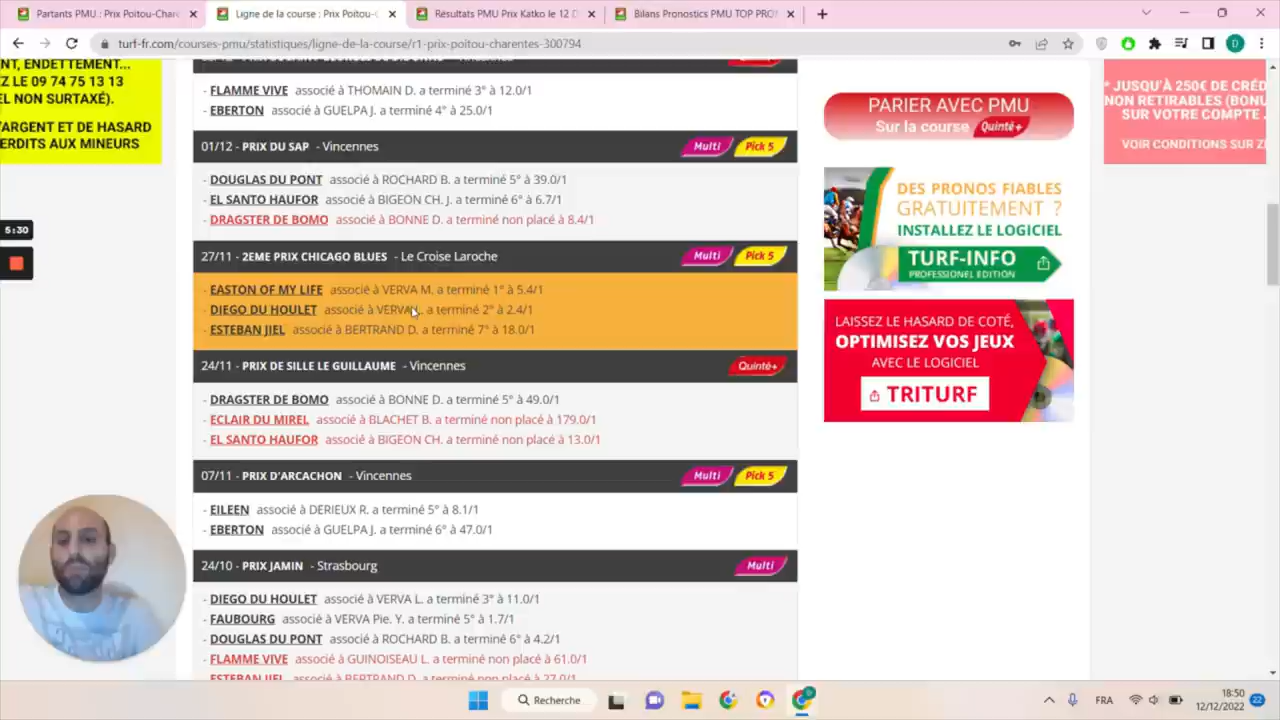 Partants PMU : Prix Poitou-Chare
Ligne de la course : Prix Poitou-C
Résultats PMU Prix Katko le 12 D
Bilans Pronostics PMU TOP PRON
turf-fr.com/courses-pmu/statistiques/ligne-de-la-course/r1-prix-poitou-charentes-300794
NT, ENDETTEMENT...
Z LE 09 74 75 13 13
EL NON SURTAXÉ).
'ARGENT ET DE HASARD
ERDITS AUX MINEURS
5:30
- FLAMME VIVE associé à THOMAIN D. a terminé 3° à 12.0/1
- EBERTON associé à GUELPA J. a terminé 4° à 25.0/1
01/12 - PRIX DU SAP - Vincennes Multi Pick 5
- DOUGLAS DU PONT associé à ROCHARD B. a terminé 5° à 39.0/1
- EL SANTO HAUFOR associé à BIGEON CH. J. a terminé 6° à 6.7/1
- DRAGSTER DE BOMO associé à BONNE D. a terminé non placé à 8.4/1
27/11 - 2EME PRIX CHICAGO BLUES - Le Croise Laroche Multi Pick 5
- EASTON OF MY LIFE associé à VERVA M. a terminé 1° à 5.4/1
- DIEGO DU HOULET associé à VERVA L. a terminé 2° à 2.4/1
- ESTEBAN JIEL associé à BERTRAND D. a terminé 7° à 18.0/1
24/11 - PRIX DE SILLE LE GUILLAUME - Vincennes Quinté+
- DRAGSTER DE BOMO associé à BONNE D. a terminé 5° à 49.0/1
- ECLAIR DU MIREL associé à BLACHET B. a terminé non placé à 179.0/1
- EL SANTO HAUFOR associé à BIGEON CH. a terminé non placé à 13.0/1
07/11 - PRIX D'ARCACHON - Vincennes Multi Pick 5
- EILEEN associé à DERIEUX R. a terminé 5° à 8.1/1
- EBERTON associé à GUELPA J. a terminé 6° à 47.0/1
24/10 - PRIX JAMIN - Strasbourg Multi
- DIEGO DU HOULET associé à VERVA L. a terminé 3° à 11.0/1
- FAUBOURG associé à VERVA Pie. Y. a terminé 5° à 1.7/1
- DOUGLAS DU PONT associé à ROCHARD B. a terminé 6° à 4.2/1
- FLAMME VIVE associé à GUINOISEAU L. a terminé non placé à 61.0/1
- ESTEBAN JIEL associé à BERTRAND D. a terminé non placé à 27.0/1
PARIER AVEC PMU
Sur la course Quinté+
DES PRONOS FIABLES
GRATUITEMENT ?
INSTALLEZ LE LOGICIEL
TURF-INFO
PROFESSIONEL EDITION
LAISSEZ LE HASARD DE COTÉ,
OPTIMISEZ VOS JEUX
AVEC LE LOGICIEL
TRITURF
* JUSQU'À 250€ DE CRÉD
NON RETIRABLES (BONU
SUR VOTRE COMPTE .
VOIR CONDITIONS SUR Z
D
Recherche
FRA
18:50
12/12/2022
22